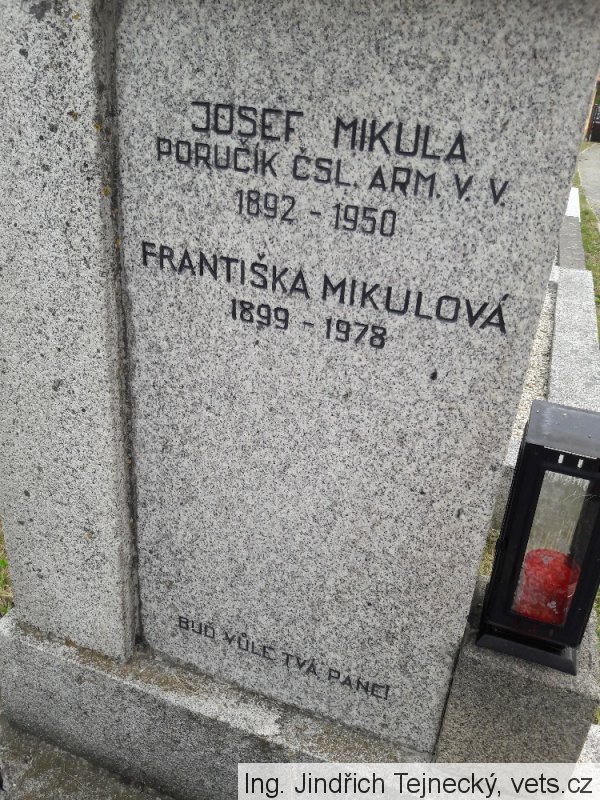 JOSEF MIKULA
PORUČÍK ČSL. ARM. V. V.
1892 - 1950
FRANTIŠKA MIKULOVÁ
1899 - 1978
BUĎ VŮLE TVÁ PANE!
Ing. Jindřich Tejnecký, vets.cz